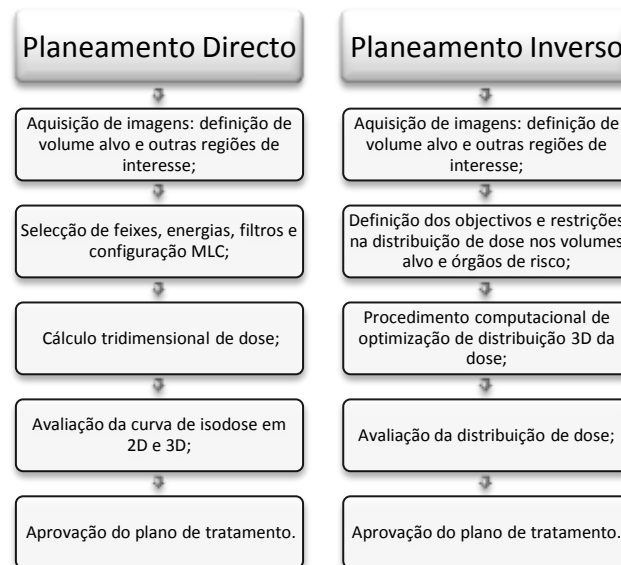 Planeamento Directo
Aquisição de imagens: definição de
volume alvo e outras regiões de
interesse;
Selecção de feixes, energias, filtros e
configuração MLC;
Cálculo tridimensional de dose;
Avaliação da curva de isodose em
2D e 3D;
Aprovação do plano de tratamento.
Planeamento Inverso
Aquisição de imagens: definição de
volume alvo e outras regiões de
interesse;
Definição dos objectivos e restrições
na distribuição de dose nos volumes
alvo e órgãos de risco;
Procedimento computacional de
optimização de distribuição 3D da
dose;
Avaliação da distribuição de dose;
Aprovação do plano de tratamento.